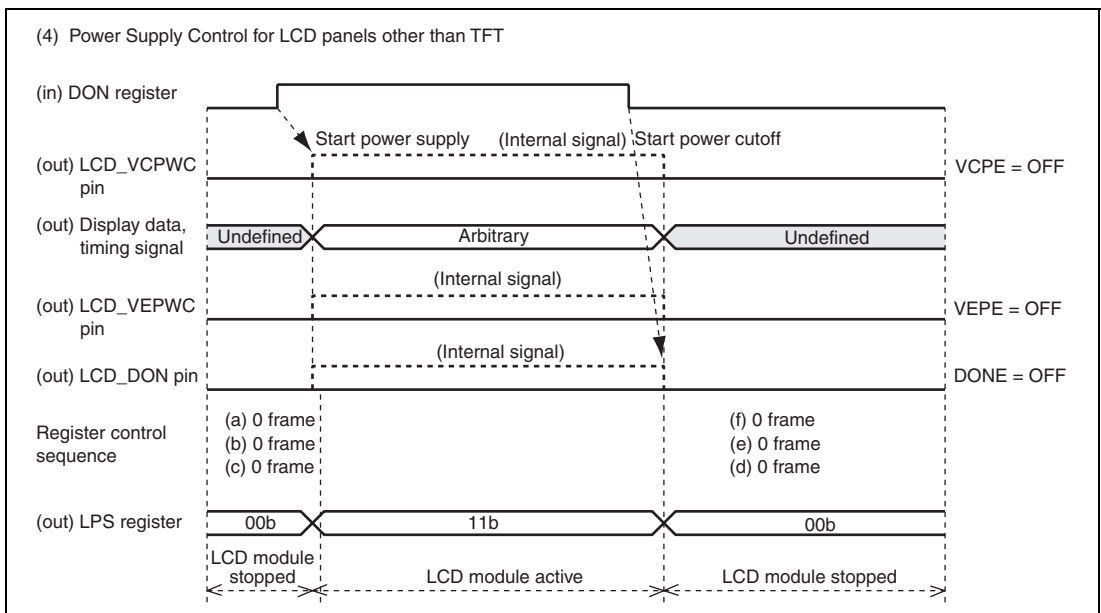 (4) Power Supply Control for LCD panels other than TFT
(in) DON register
Start power supply
(Internal signal)
Start power cutoff
(out) LCD_VCPWC
pin
VCPE = OFF
(out) Display data,
timing signal
Undefined
Arbitrary
Undefined
(Internal signal)
(out) LCD_VEPWC
pin
VEPE = OFF
(Internal signal)
(out) LCD_DON pin
DONE = OFF
Register control
sequence
(a) 0 frame
(b) 0 frame
(c) 0 frame
(f) 0 frame
(e) 0 frame
(d) 0 frame
(out) LPS register
00b
11b
00b
LCD module
stopped
LCD module active
LCD module stopped